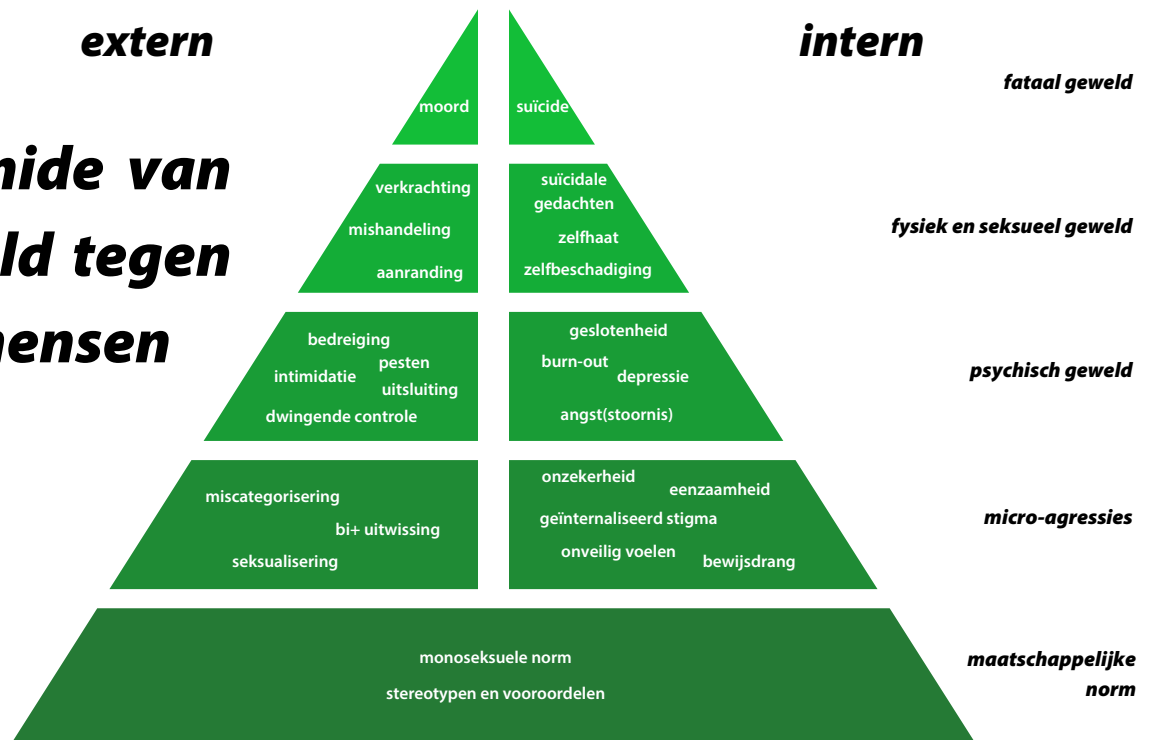 extern
intern
fataal geweld
moord
suïcide
nide van
ld tegen
nensen
verkrachting
mishandeling
aanranding
suïcidale
gedachten
zelfhaat
zelfbeschadiging
fysiek en seksueel geweld
bedreiging
pesten
intimidatie
uitsluiting
dwingende controle
geslotenheid
burn-out
depressie
angst(stoornis)
psychisch geweld
miscategorisering
bi+ uitwissing
seksualisering
onzekerheid
eenzaamheid
geïnternaliseerd stigma
onveilig voelen
bewijsdrang
micro-agressies
monoseksuele norm
stereotypen en vooroordelen
maatschappelijke
norm